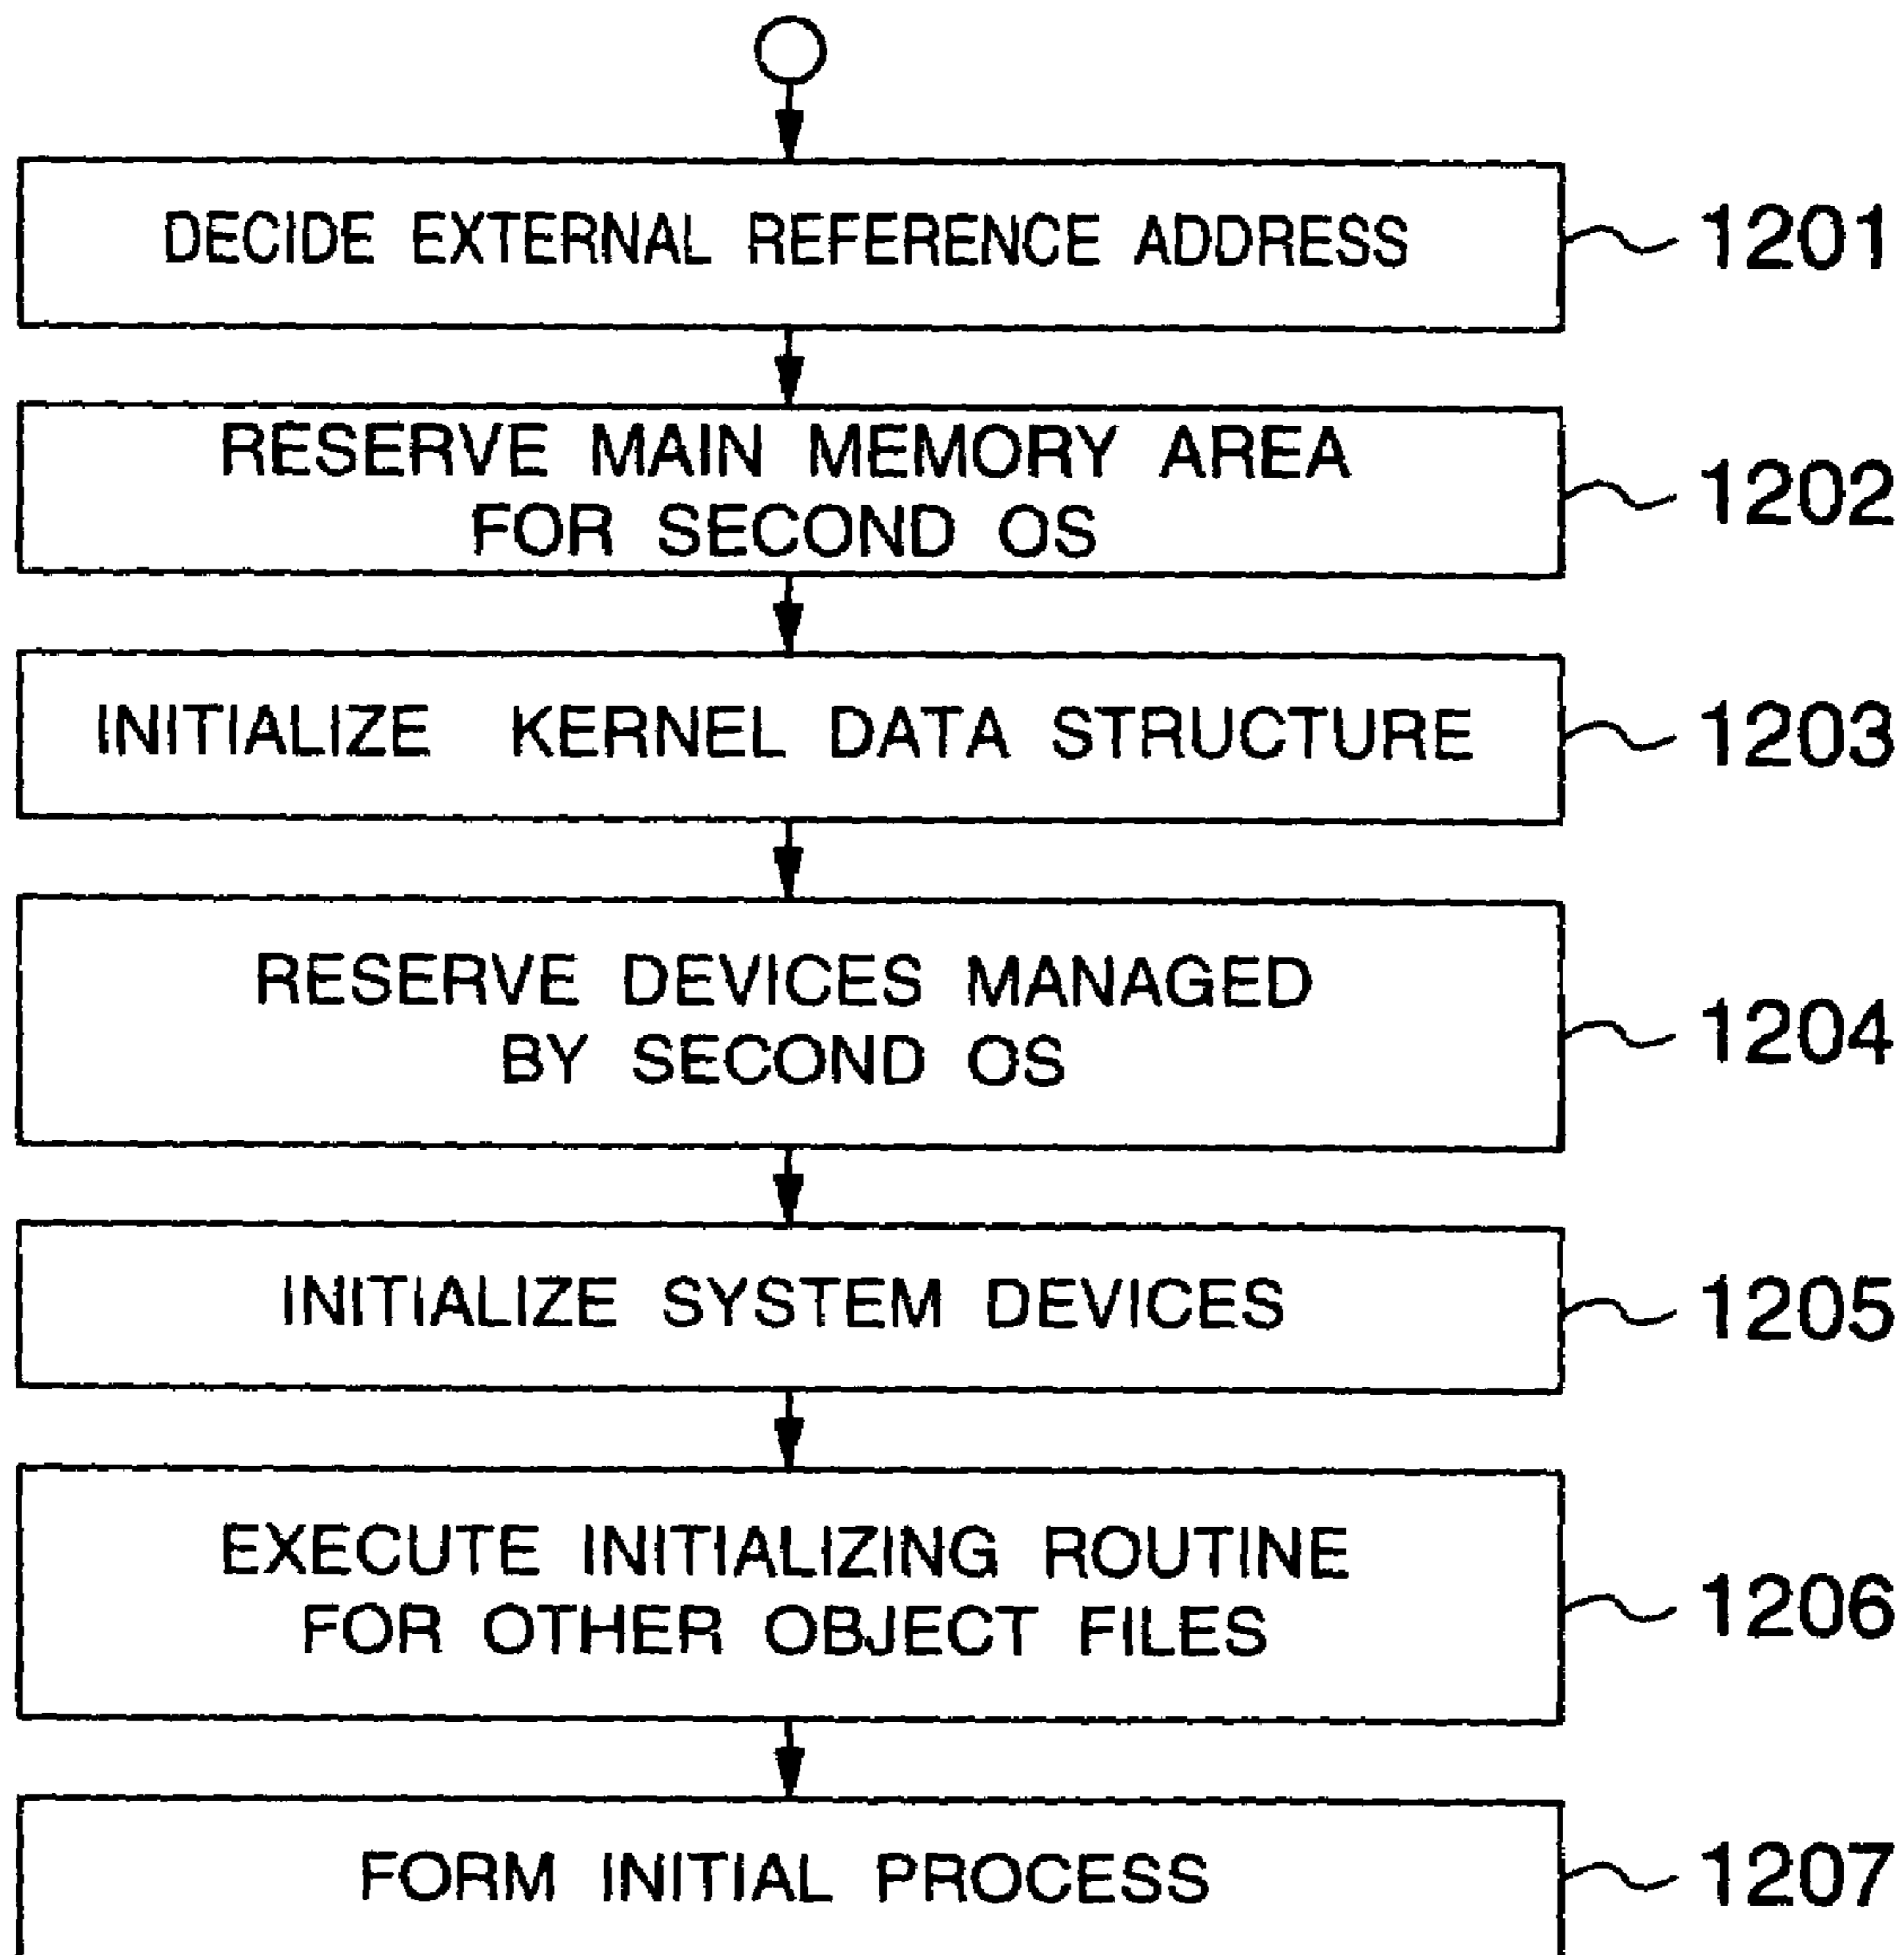 DECIDE EXTERNAL REFERENCE ADDRESS
1201
RESERVE MAIN MEMORY AREA
FOR SECOND OS
1202
INITIALIZE KERNEL DATA STRUCTURE
1203
RESERVE DEVICES MANAGED
BY SECOND OS
1204
INITIALIZE SYSTEM DEVICES
1205
EXECUTE INITIALIZING ROUTINE
FOR OTHER OBJECT FILES
1206
FORM INITIAL PROCESS
1207